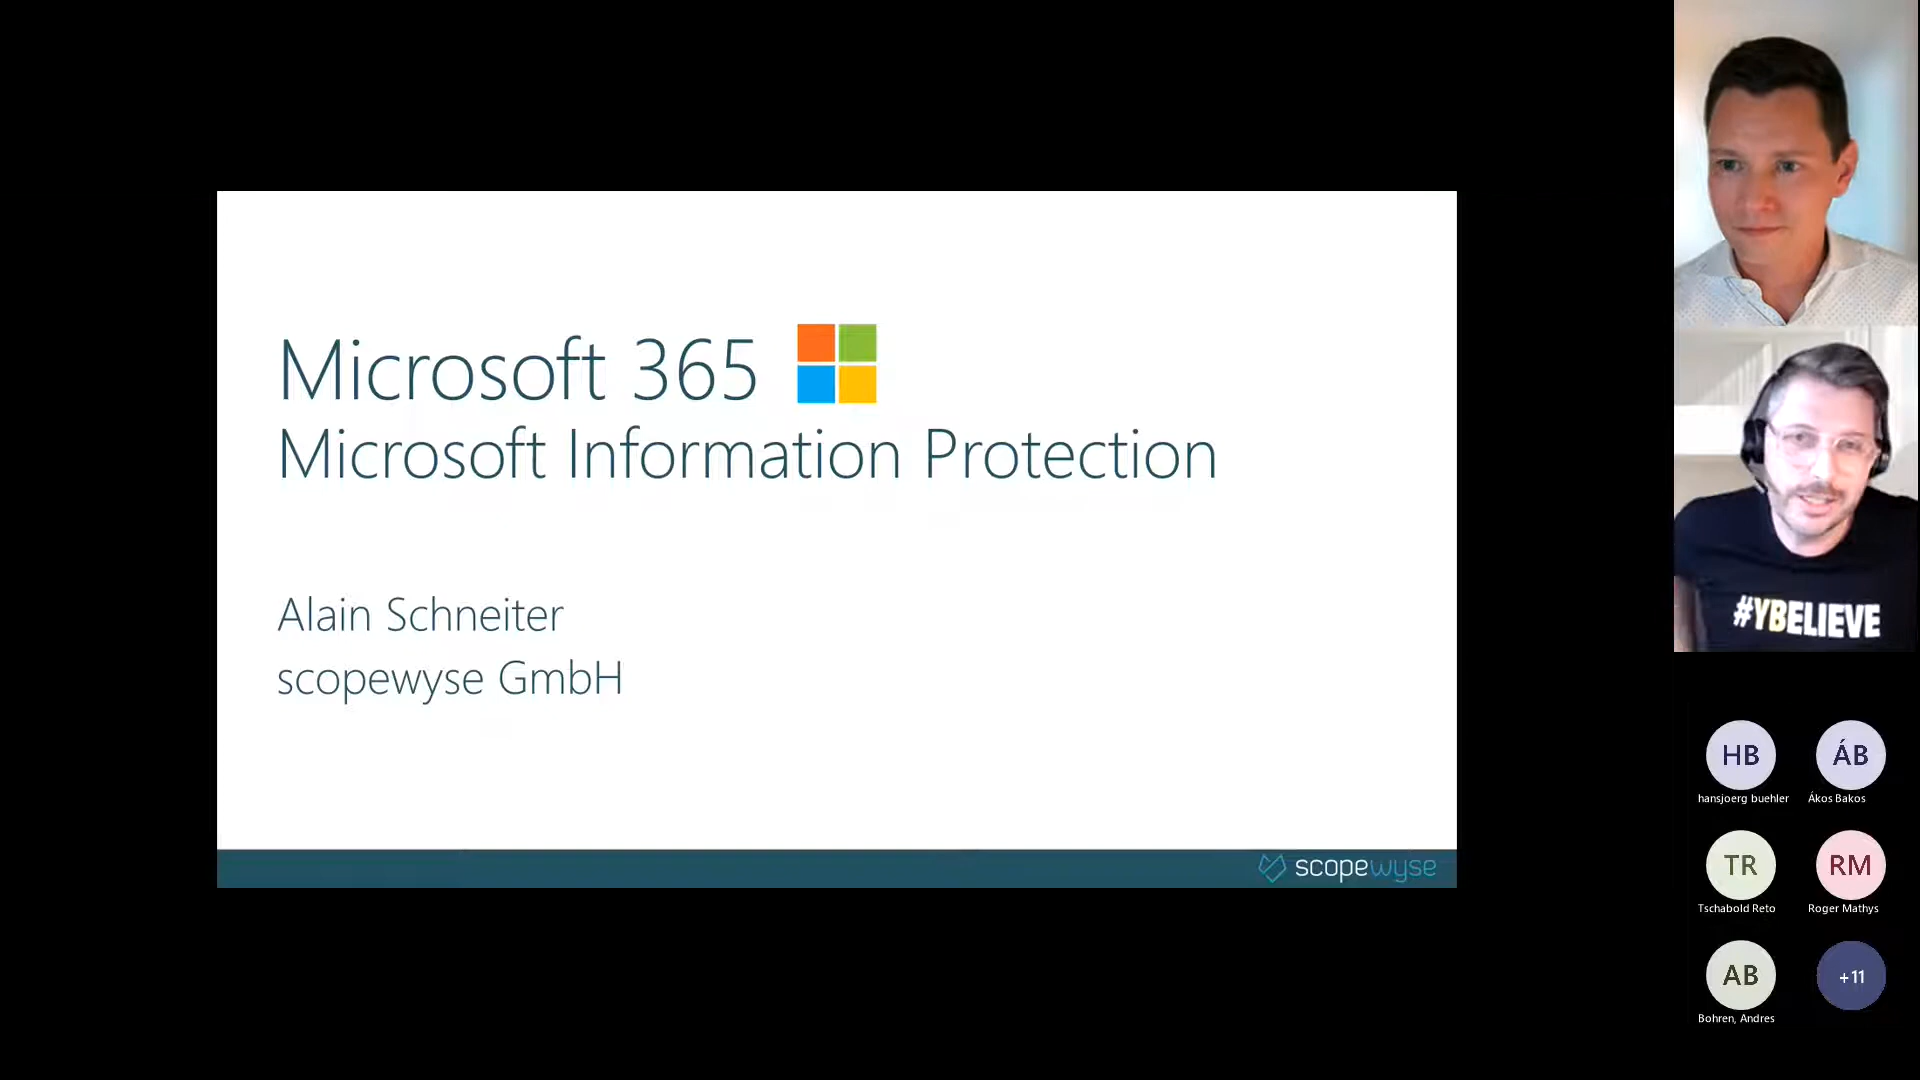 Microsoft 365
Microsoft Information Protection
Alain Schneiter
scopewyse GmbH
scopewyse
#YBELIEVE
HB
ÁB
hansjoerg buehler
Ákos Bakos
TR
RM
Tschabold Reto
Roger Mathys
AB
+11
Bohren, Andres